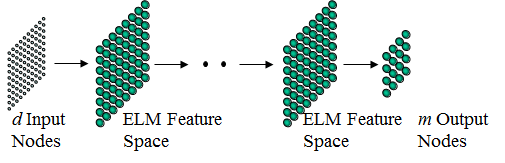 d Input
Nodes
ELM Feature
Space
ELM Feature
Space
m Output
Nodes